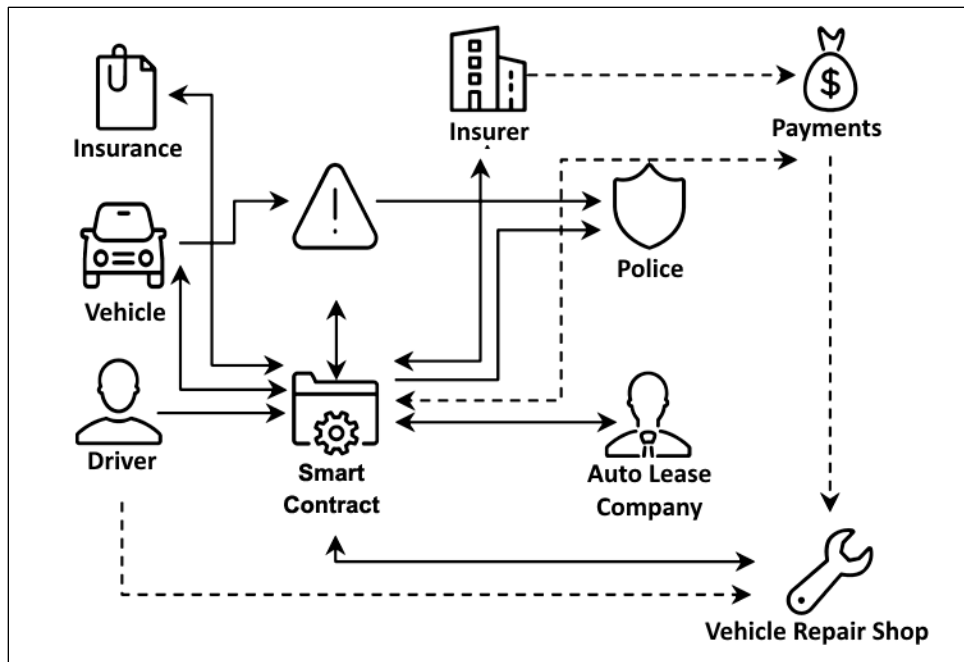 Insurance
Insurer
Payments
$
Vehicle
Police
Driver
Smart
Contract
Auto Lease
Company
Vehicle Repair Shop